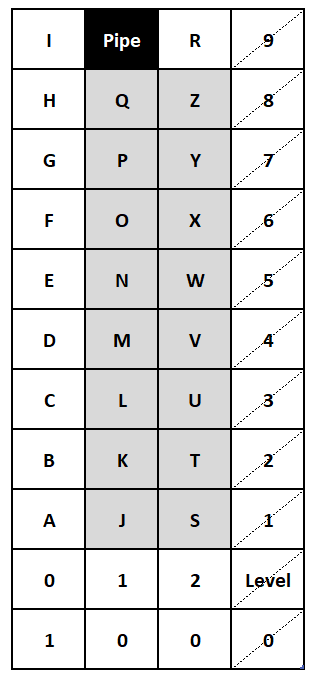 I Pipe R 9
H Q Z 8
G P Y 7
F O X 6
E N W 5
D M V 4
C L U 3
B K T 2
A J S 1
0 1 2 Level
1 0 0 0